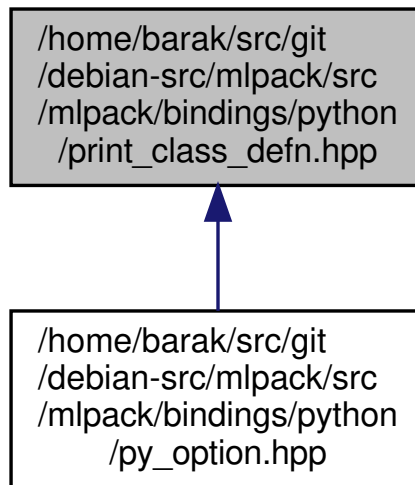 /home/barak/src/git
/debian-src/mlpack/src
/mlpack/bindings/python
/print_class_defn.hpp
/home/barak/src/git
/debian-src/mlpack/src
/mlpack/bindings/python
/py_option.hpp